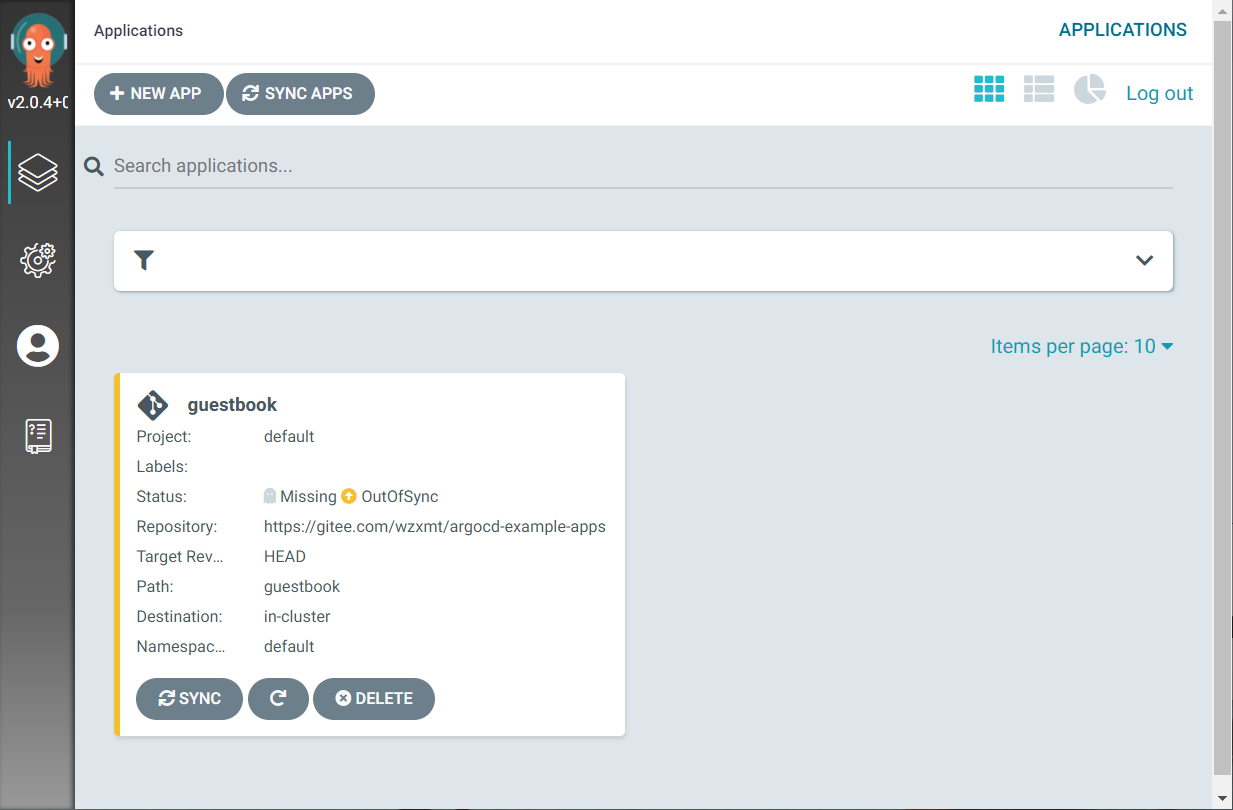 Applications
APPLICATIONS
v2.0.4+
NEW APP
SYNC APPS
Log out
Search applications...
Items per page: 10
guestbook
Project: default
Labels:
Status: Missing OutOfSync
Repository: https://gitee.com/wzxmt/argocd-example-apps
Target Rev... HEAD
Path: guestbook
Destination: in-cluster
Namespac... default
SYNC
DELETE